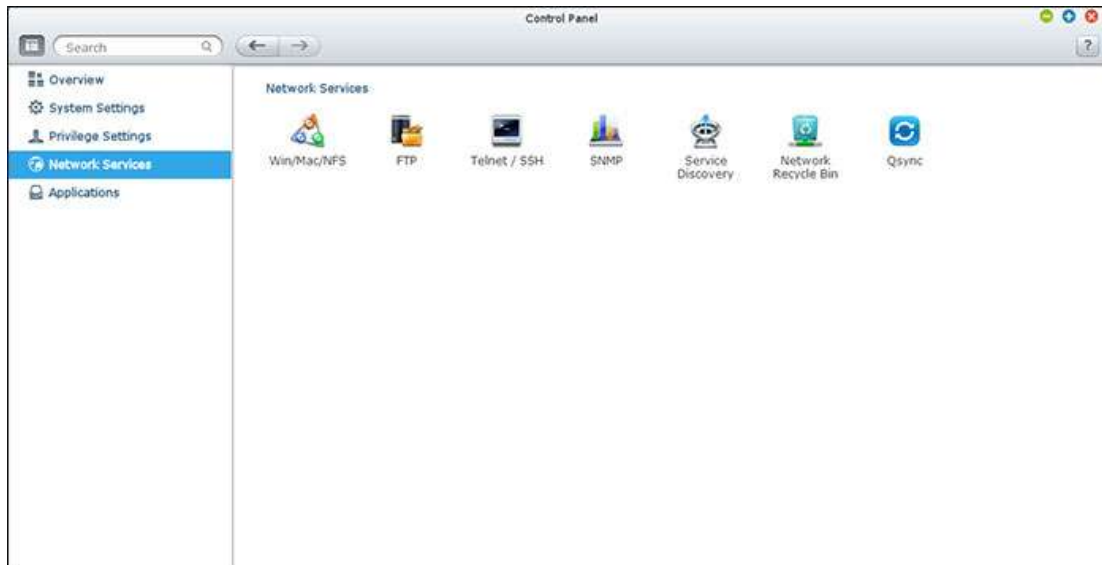 Control Panel
Search
?
Overview
System Settings
Privilege Settings
Network Services
Applications
Network Services
Win/Mac/NFS
FTP
Telnet / SSH
SNMP
Service
Discovery
Network
Recycle Bin
Qsync